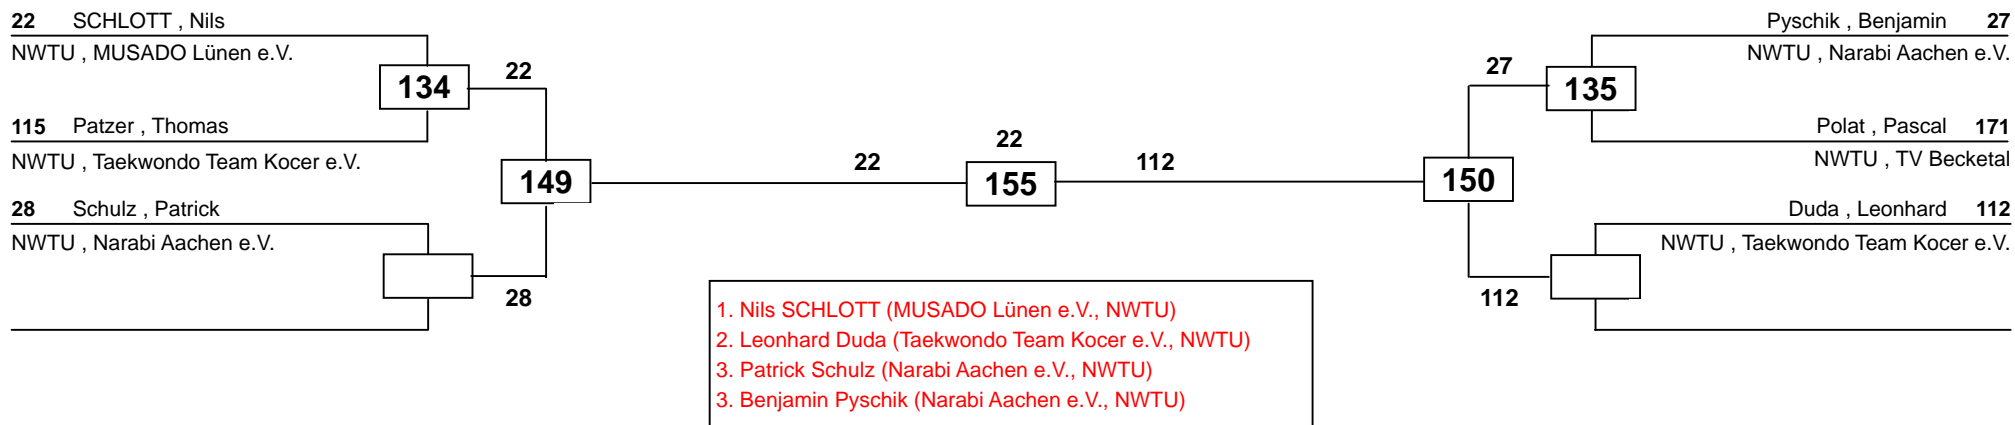 22 SCHLOTT , Nils
NWTU , MUSADO Lünen e.V.
134
22
115 Patzer , Thomas
NWTU , Taekwondo Team Kocer e.V.
149
28 Schulz , Patrick
NWTU , Narabi Aachen e.V.
28
22
22
155
112
Pyschik , Benjamin 27
NWTU , Narabi Aachen e.V.
27
135
Polat , Pascal 171
NWTU , TV Becketal
150
Duda , Leonhard 112
NWTU , Taekwondo Team Kocer e.V.
112
1. Nils SCHLOTT (MUSADO Lünen e.V., NWTU)
2. Leonhard Duda (Taekwondo Team Kocer e.V., NWTU)
3. Patrick Schulz (Narabi Aachen e.V., NWTU)
3. Benjamin Pyschik (Narabi Aachen e.V., NWTU)